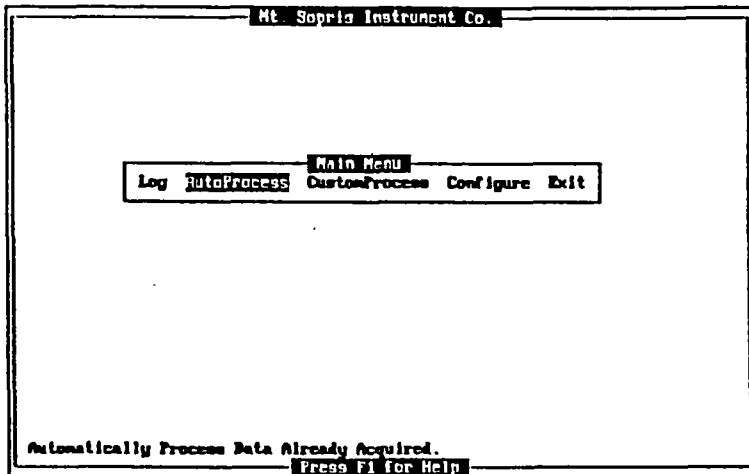 Mt. Sopris Instrument Co.
Main Menu
Log AutoProcess CustomProcess Configure Exit
Automatically Process Data Already Acquired.
Press F1 for Help